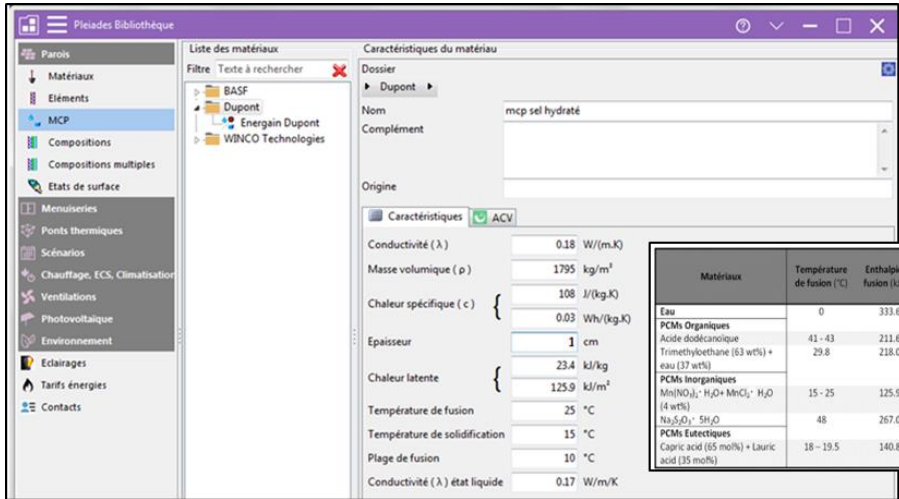 Pleiades Bibliothèque
Parois
Matériaux
Eléments
MCP
Compositions
Compositions multiples
Etats de surface
Menuiseries
Ponts thermiques
Scénarios
Chauffage, ECS, Climatisation
Ventilations
Photovoltaïque
Environnement
Eclairages
Tarifs énergies
Contacts
Liste des matériaux
Filtre Texte à rechercher
BASF
Dupont
Energain Dupont
WINCO Technologies
Caractéristiques du matériau
Dossier
Dupont
Nom mcp sel hydraté
Complément
Origine
Caractéristiques ACV
Conductivité ( λ ) 0.18 W/(m.K)
Masse volumique ( ρ ) 1795 kg/m³
Chaleur spécifique ( c ) { 108 J/(kg.K)
0.03 Wh/(kg.K)
Epaisseur 1 cm
Chaleur latente { 23.4 kJ/kg
125.9 kJ/m²
Température de fusion 25 °C
Température de solidification 15 °C
Plage de fusion 10 °C
Conductivité ( λ ) état liquide 0.17 W/m/K
Matériaux Température Enthalpie
de fusion (°C) fusion (kJ
Eau 0 333.6
PCMs Organiques
Acide dodécanoïque 41 - 43 211.6
Trimethyloethane (63 wt%) + 29.8 218.0
eau (37 wt%)
PCMs Inorganiques
Mn(NO₃)₂· H₂O+ MnCl₂· H₂O 15 - 25 125.9
(4 wt%)
Na₂S₂O₃· 5H₂O 48 267.0
PCMs Eutectiques
Capric acid (65 mol%) + Lauric 18 – 19.5 140.8
acid (35 mol%)